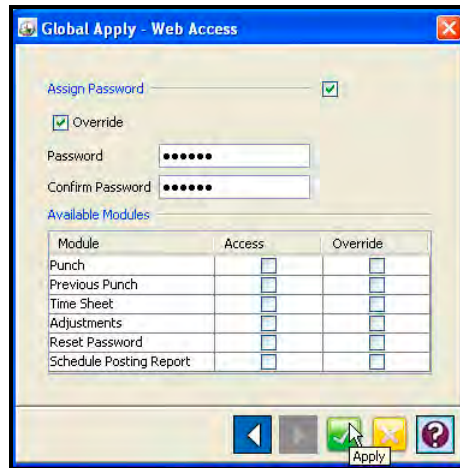 Global Apply - Web Access
Assign Password
Override
Password ••••••
Confirm Password ••••••
Available Modules
Module Access Override
Punch
Previous Punch
Time Sheet
Adjustments
Reset Password
Schedule Posting Report
Apply